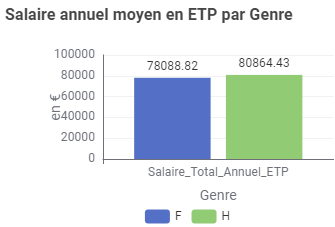 Salaire annuel moyen en ETP par Genre
100000
80000
60000
40000
20000
0
en €
78088.82
80864.43
Salaire_Total_Annuel_ETP
Genre
F
H